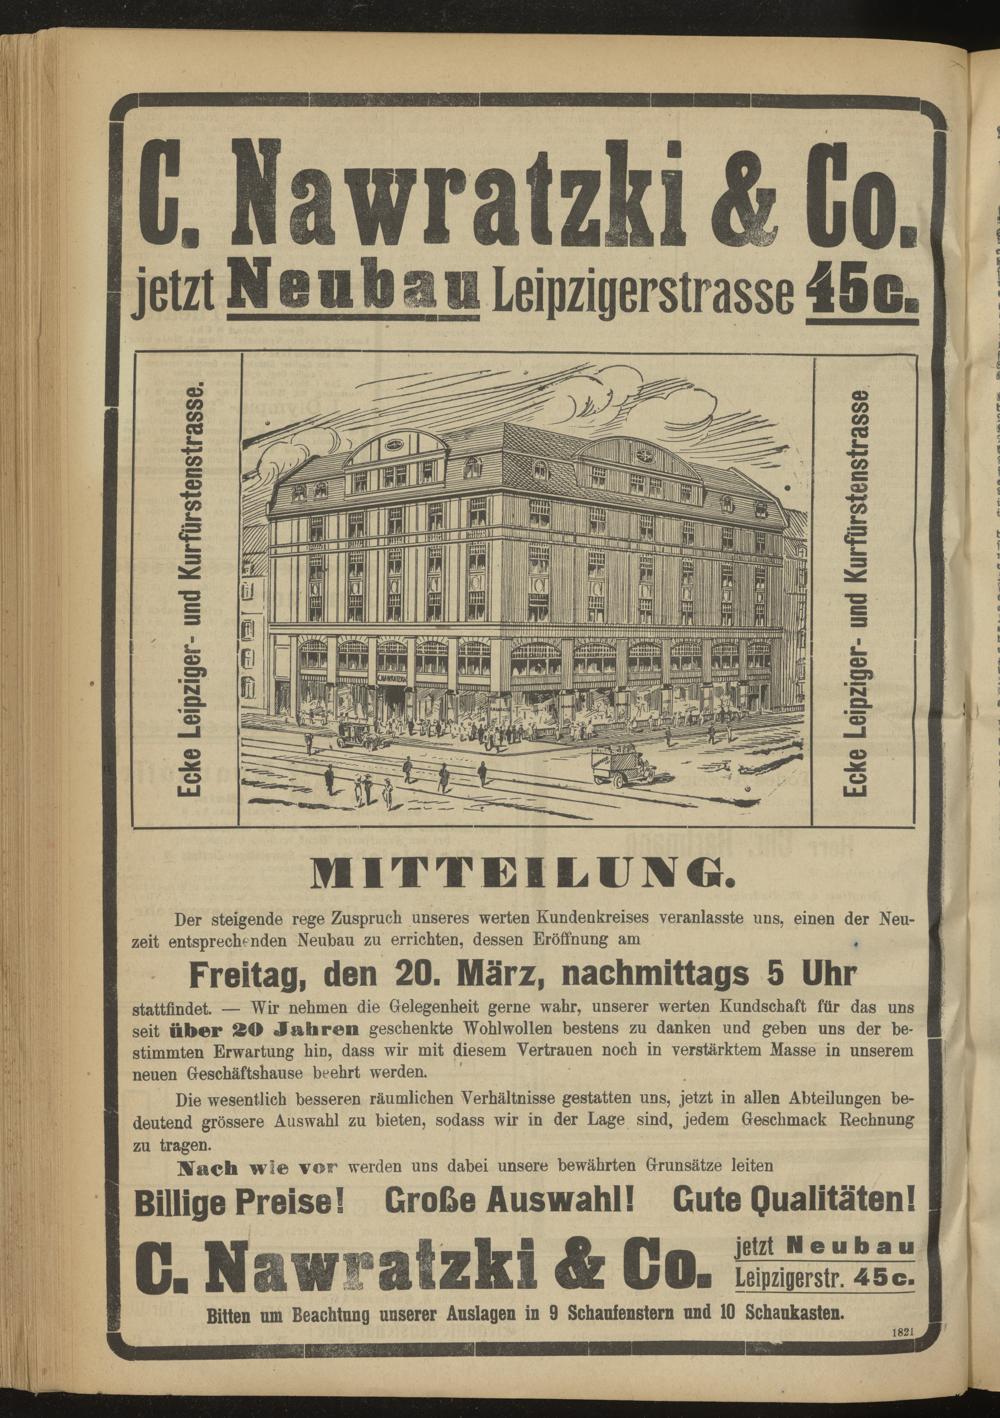 C. Nawratzki & Co.
jetzt Neubau Leipzigerstrasse 45c.
Ecke Leipziger- und Kurfürstenstrasse.
C. NAWRATZKI
Ecke Leipziger- und Kurfürstenstrasse
MITTEILUNG.
Der steigende rege Zuspruch unseres werten Kundenkreises veranlasste uns, einen der Neu-
zeit entsprechenden Neubau zu errichten, dessen Eröffnung am
Freitag, den 20. März, nachmittags 5 Uhr
stattfindet. — Wir nehmen die Gelegenheit gerne wahr, unserer werten Kundschaft für das uns
seit über 20 Jahren geschenkte Wohlwollen bestens zu danken und geben uns der be-
stimmten Erwartung hin, dass wir mit diesem Vertrauen noch in verstärktem Masse in unserem
neuen Geschäftshause beehrt werden.
Die wesentlich besseren räumlichen Verhältnisse gestatten uns, jetzt in allen Abteilungen be-
deutend grössere Auswahl zu bieten, sodass wir in der Lage sind, jedem Geschmack Rechnung
zu tragen.
Nach wie vor werden uns dabei unsere bewährten Grunsätze leiten
Billige Preise! Große Auswahl! Gute Qualitäten!
C. Nawratzki & Co. jetzt Neubau
Leipzigerstr. 45c.
Bitten um Beachtung unserer Auslagen in 9 Schaufenstern und 10 Schaukasten.
1821